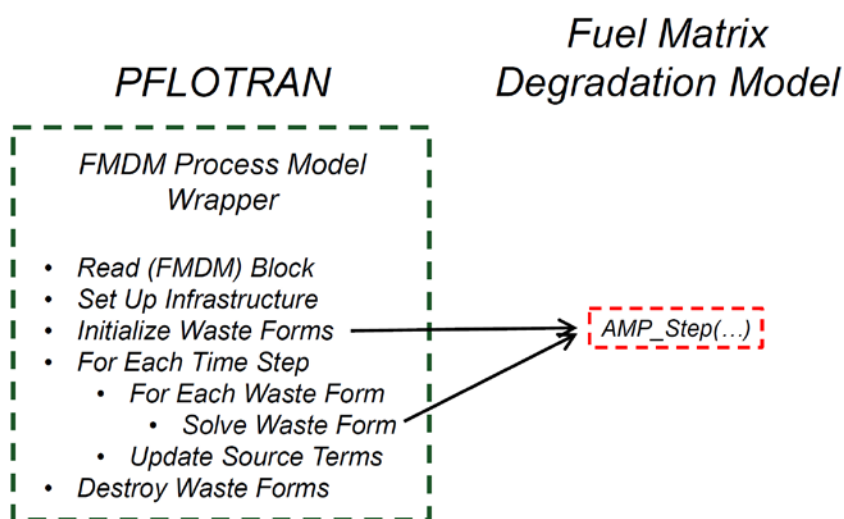 Fuel Matrix
Degradation Model
PFLOTRAN
FMDM Process Model
Wrapper
• Read (FMDM) Block
• Set Up Infrastructure
• Initialize Waste Forms
• For Each Time Step
• For Each Waste Form
• Solve Waste Form
• Update Source Terms
• Destroy Waste Forms
AMP_Step(...)